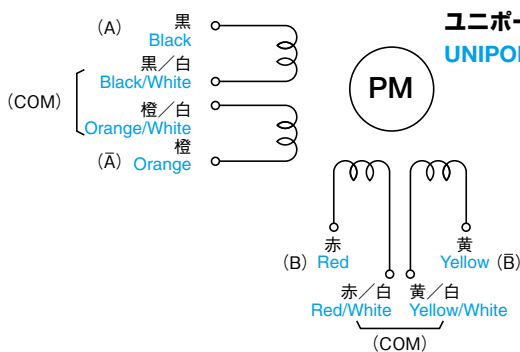 ユニポー
UNIPOI
(A) 黒
Black
黒/白
Black/White
(COM)
橙/白
Orange/White
橙
(Ā) Orange
PM
赤
(B) Red
黄
Yellow (B̄)
赤/白
Red/White
黄/白
Yellow/White
(COM)